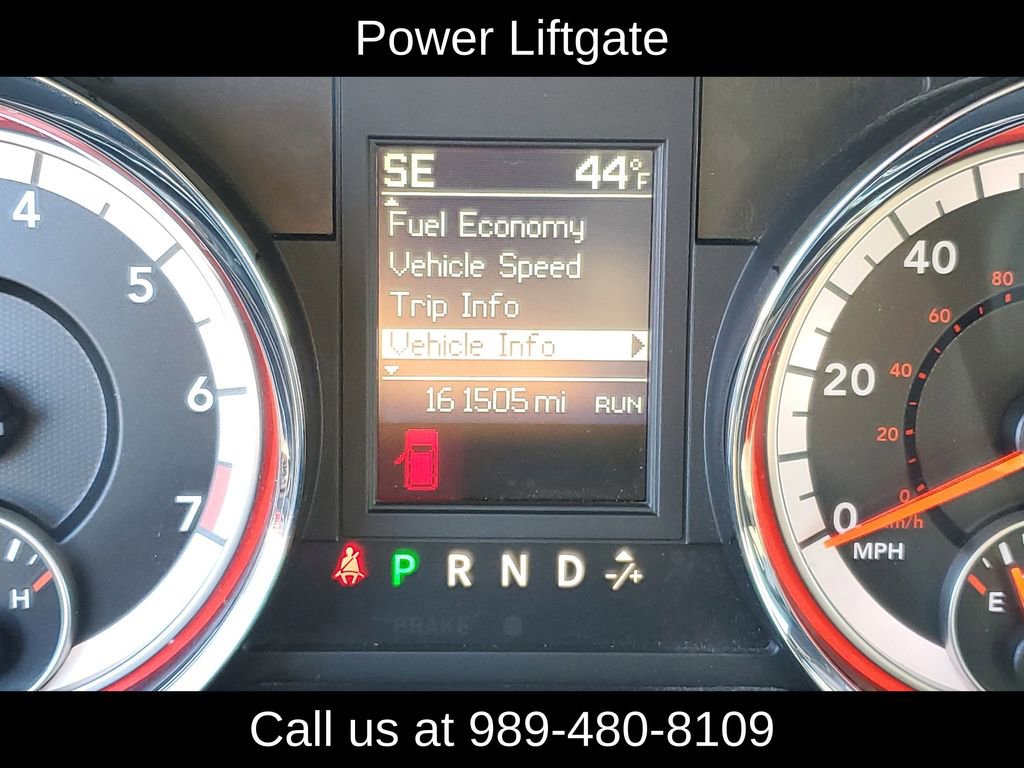 Power Liftgate
SE 44°F
Fuel Economy
Vehicle Speed
Trip Info
Vehicle Info
161505 mi RUN
4
5
6
7
H
P R N D -/+
BRAKE
40
20
0
MPH
80
60
40
20
0
km/h
E
Call us at 989-480-8109